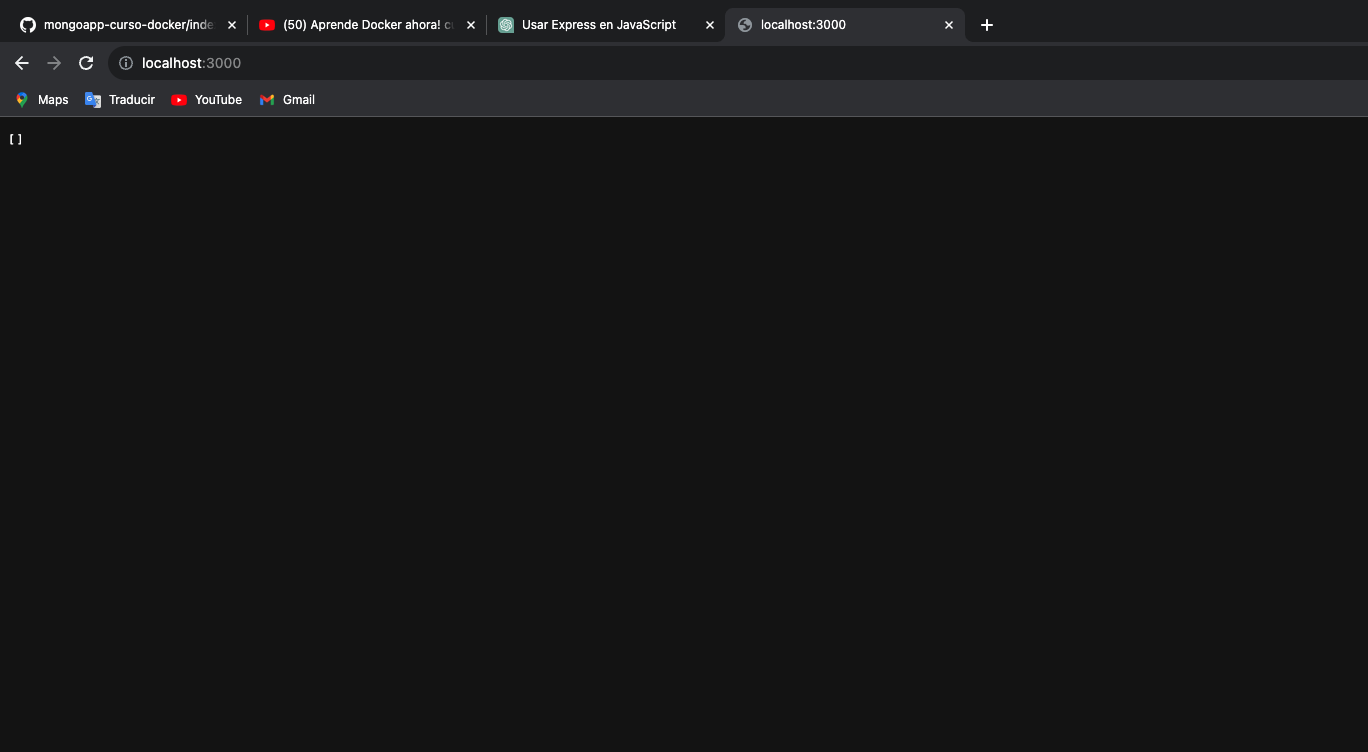 mongoapp-curso-docker/inde (50) Aprende Docker ahora! cu Usar Express en JavaScript localhost:3000
localhost:3000
Maps Traducir YouTube Gmail
[]